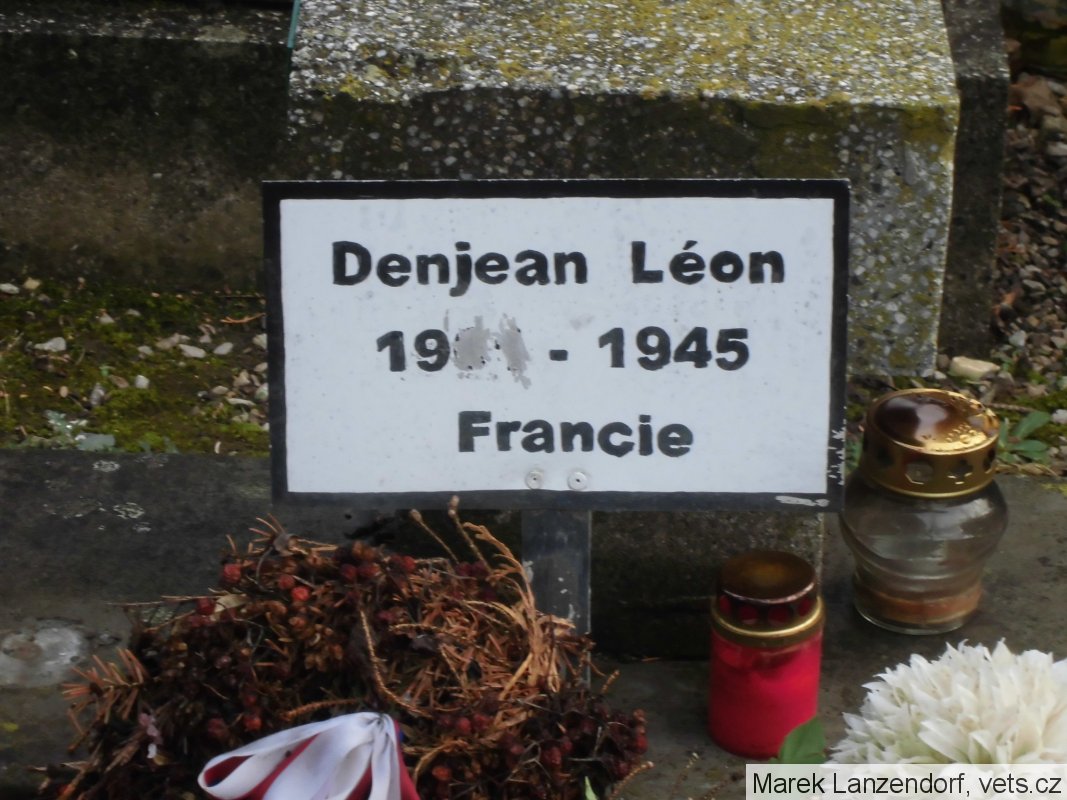 Denjean Léon
- 1945
Francie
Marek Lanzendorf, vets.cz